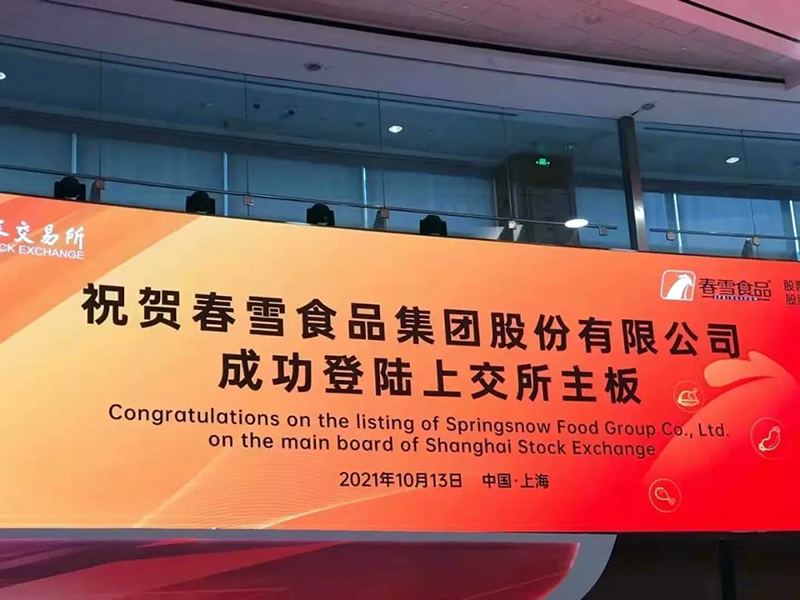 交易所
STOCK EXCHANGE
春雪食品
SPRINGSNOW
祝贺春雪食品集团股份有限公司
成功登陆上交所主板
Congratulations on the listing of Springsnow Food Group Co., Ltd.
on the main board of Shanghai Stock Exchange
2021年10月13日 中国·上海